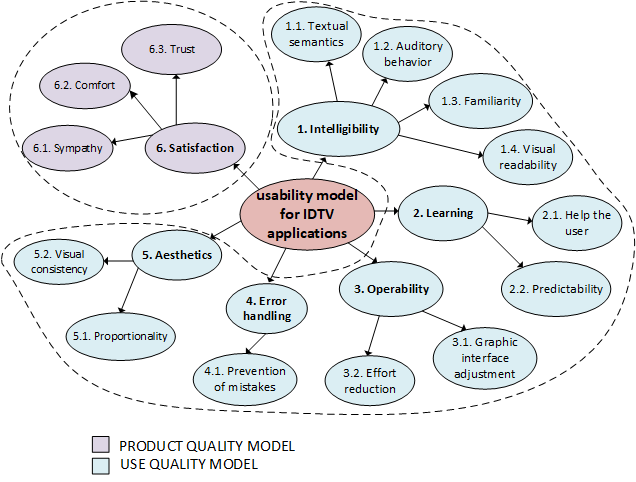 1.1. Textual
semantics
1.2. Auditory
behavior
6.3. Trust
6.2. Comfort
1.3. Familiarity
1. Intelligibility
6.1. Sympathy
6. Satisfaction
1.4. Visual
readability
usability model
for IDTV
applications
2. Learning
2.1. Help the
user
5.2. Visual
consistency
5. Aesthetics
2.2. Predictability
3. Operability
4. Error
handling
5.1. Proportionality
3.1. Graphic
interface
adjustment
4.1. Prevention
of mistakes
3.2. Effort
reduction
PRODUCT QUALITY MODEL
USE QUALITY MODEL